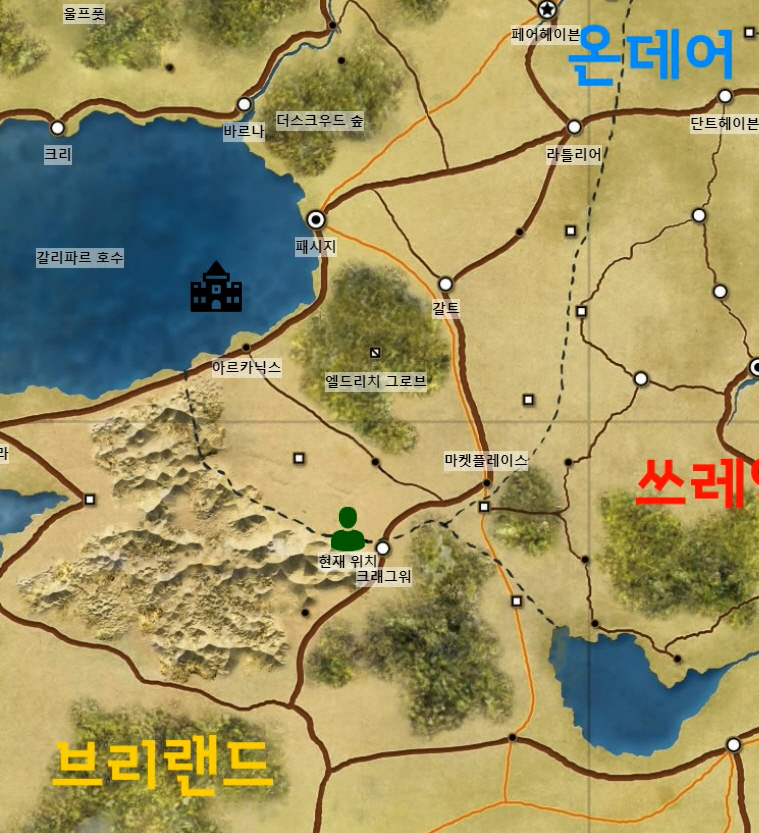 울프풋
페어헤이븐
온데어
더스크우드 숲
바르나
크리
라틀리어
단트헤이븐
패시지
갈리파르 호수
갈트
아르카닉스
엘드리치 그로브
라
마켓플레이스
쓰레
현재 위치
크래그워
브리랜드